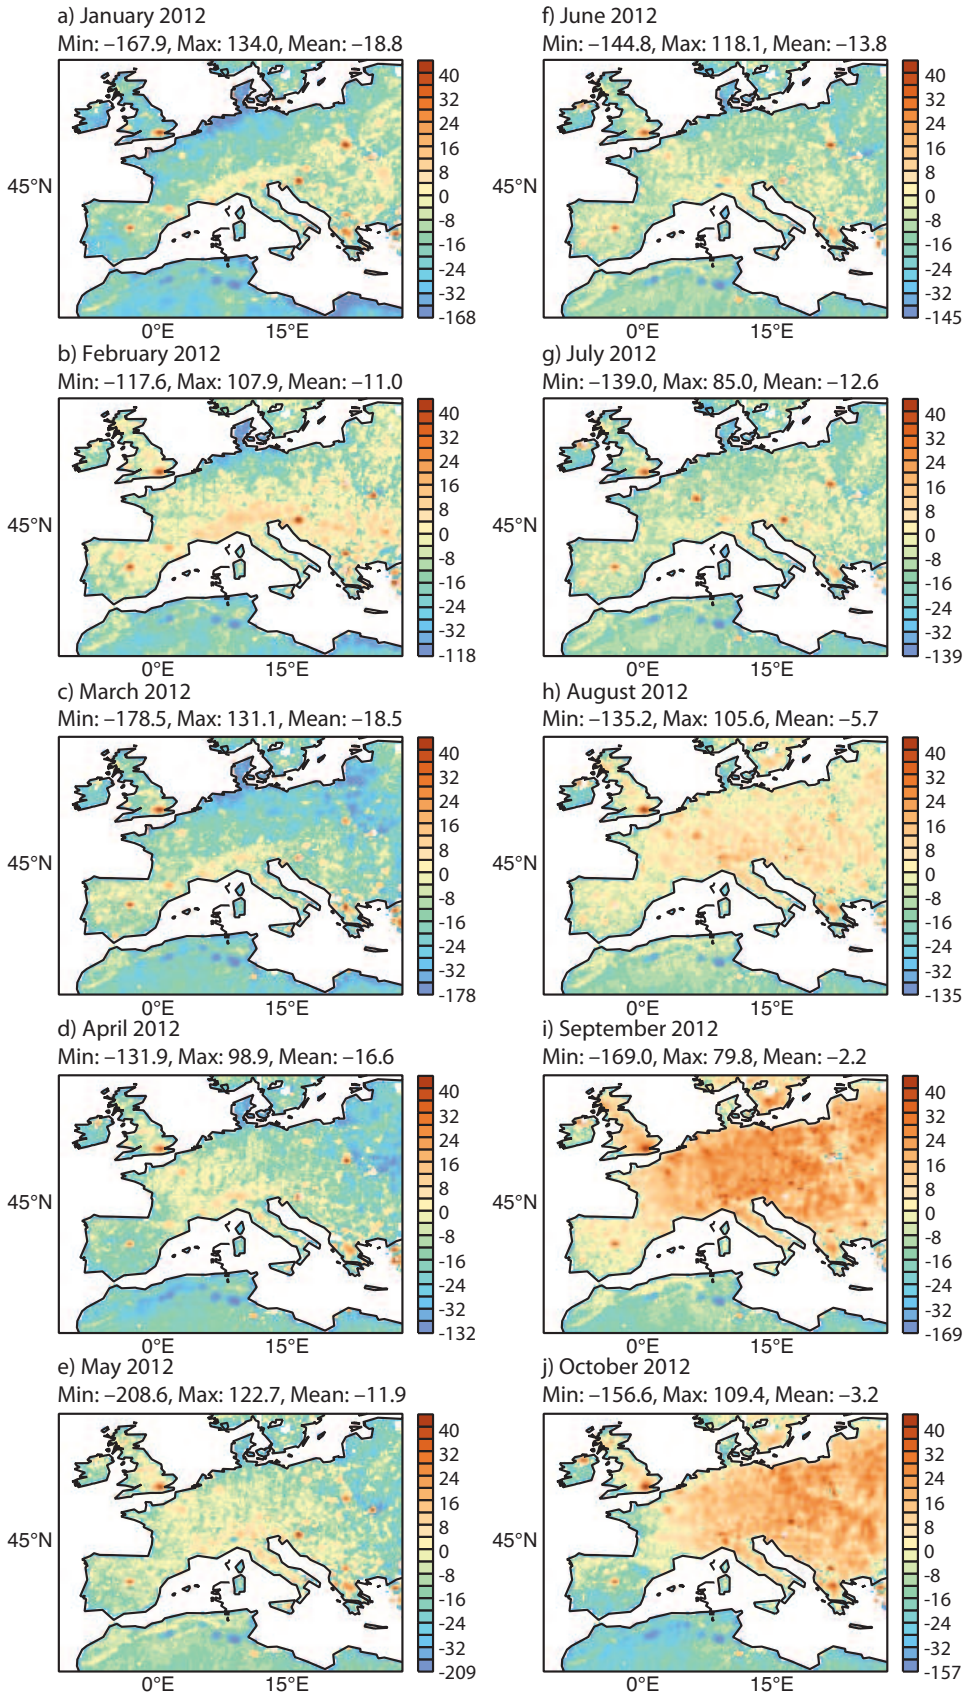 a) January 2012
Min: –167.9, Max: 134.0, Mean: –18.8
40
32
24
16
8
0
-8
-16
-24
-32
-168
45°N
0°E 15°E
b) February 2012
Min: –117.6, Max: 107.9, Mean: –11.0
40
32
24
16
8
0
-8
-16
-24
-32
-118
45°N
0°E 15°E
c) March 2012
Min: –178.5, Max: 131.1, Mean: –18.5
40
32
24
16
8
0
-8
-16
-24
-32
-178
45°N
0°E 15°E
d) April 2012
Min: –131.9, Max: 98.9, Mean: –16.6
40
32
24
16
8
0
-8
-16
-24
-32
-132
45°N
0°E 15°E
e) May 2012
Min: –208.6, Max: 122.7, Mean: –11.9
40
32
24
16
8
0
-8
-16
-24
-32
-209
45°N
0°E 15°E
f) June 2012
Min: –144.8, Max: 118.1, Mean: –13.8
40
32
24
16
8
0
-8
-16
-24
-32
-145
45°N
0°E 15°E
g) July 2012
Min: –139.0, Max: 85.0, Mean: –12.6
40
32
24
16
8
0
-8
-16
-24
-32
-139
45°N
0°E 15°E
h) August 2012
Min: –135.2, Max: 105.6, Mean: –5.7
40
32
24
16
8
0
-8
-16
-24
-32
-135
45°N
0°E 15°E
i) September 2012
Min: –169.0, Max: 79.8, Mean: –2.2
40
32
24
16
8
0
-8
-16
-24
-32
-169
45°N
0°E 15°E
j) October 2012
Min: –156.6, Max: 109.4, Mean: –3.2
40
32
24
16
8
0
-8
-16
-24
-32
-157
45°N
0°E 15°E